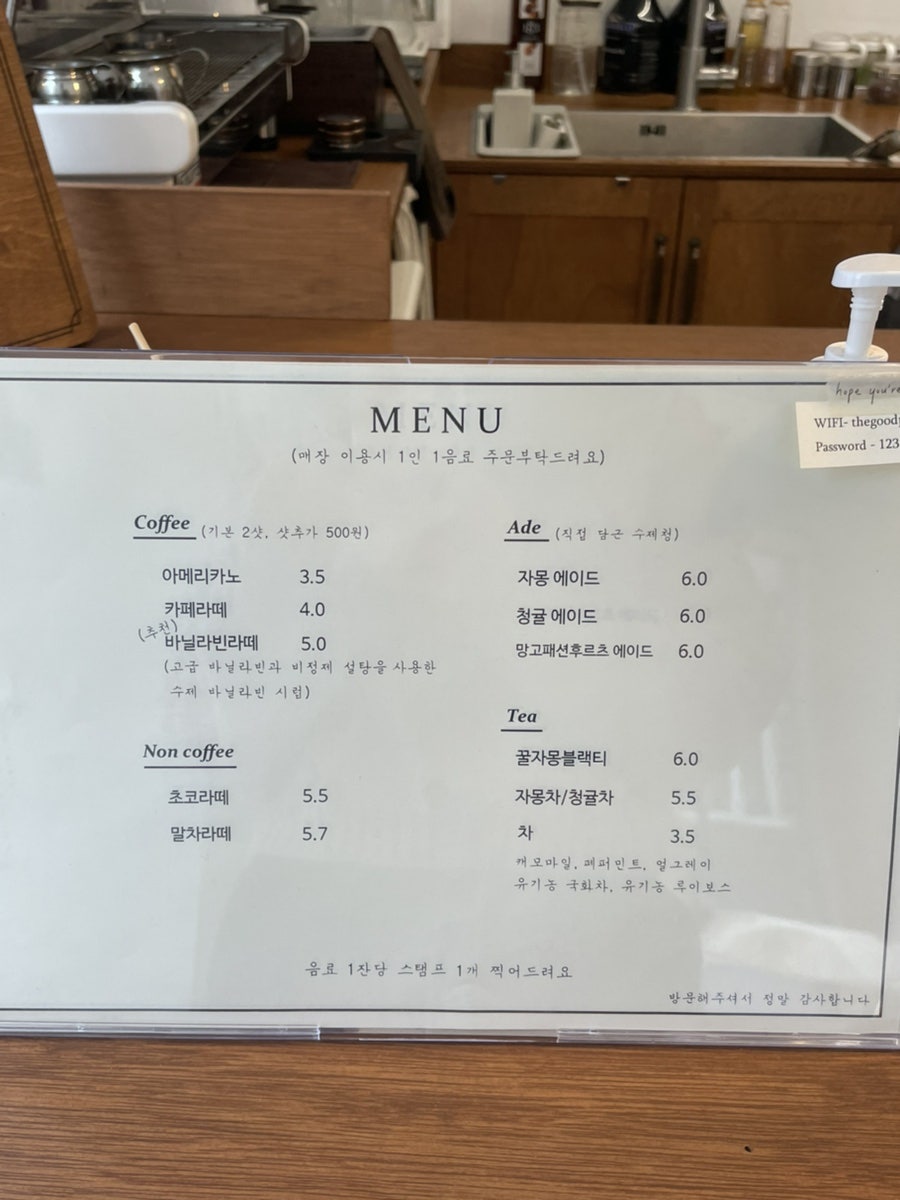 hope you're
WIFI- thegood
Password - 123
MENU
(매장 이용시 1인 1음료 주문부탁드려요)
Coffee (기본 2샷, 샷추가 500원)
아메리카노 3.5
카페라떼 4.0
(추천)
바닐라빈라떼 5.0
(고급 바닐라빈과 비정제 설탕을 사용한
수제 바닐라빈 시럽)
Non coffee
초코라떼 5.5
말차라떼 5.7
Ade (직접 담근 수제청)
자몽 에이드 6.0
청귤 에이드 6.0
망고패션후르츠 에이드 6.0
Tea
꿀자몽블랙티 6.0
자몽차/청귤차 5.5
차 3.5
캐모마일, 페퍼민트, 얼그레이
유기농 국화차, 유기농 루이보스
음료 1잔당 스탬프 1개 찍어드려요
방문해주셔서 정말 감사합니다